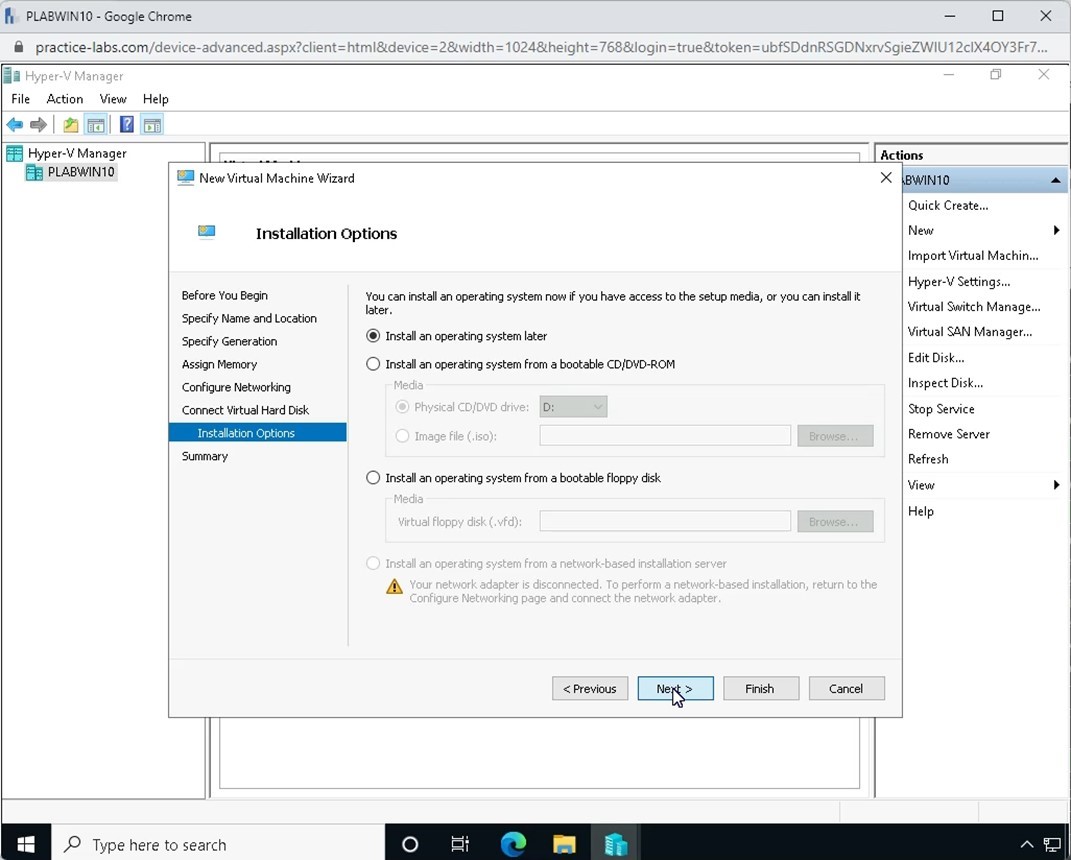 PLABWIN10 - Google Chrome
practice-labs.com/device-advanced.aspx?client=html&device=2&width=1024&height=768&login=true&token=ubfSDdnRSGDNxrvSgieZWIU12clX4OY3Fr7...
Hyper-V Manager
File Action View Help
Hyper-V Manager
PLABWIN10
Actions
ABWIN10
Quick Create...
New
Import Virtual Machin...
Hyper-V Settings...
Virtual Switch Manage...
Virtual SAN Manager...
Edit Disk...
Inspect Disk...
Stop Service
Remove Server
Refresh
View
Help
New Virtual Machine Wizard
Installation Options
Before You Begin
Specify Name and Location
Specify Generation
Assign Memory
Configure Networking
Connect Virtual Hard Disk
Installation Options
Summary
You can install an operating system now if you have access to the setup media, or you can install it
later.
Install an operating system later
Install an operating system from a bootable CD/DVD-ROM
Media
Physical CD/DVD drive: D:
Image file (.iso): Browse...
Install an operating system from a bootable floppy disk
Media
Virtual floppy disk (.vfd): Browse...
Install an operating system from a network-based installation server
Your network adapter is disconnected. To perform a network-based installation, return to the
Configure Networking page and connect the network adapter.
< Previous Next > Finish Cancel
Type here to search